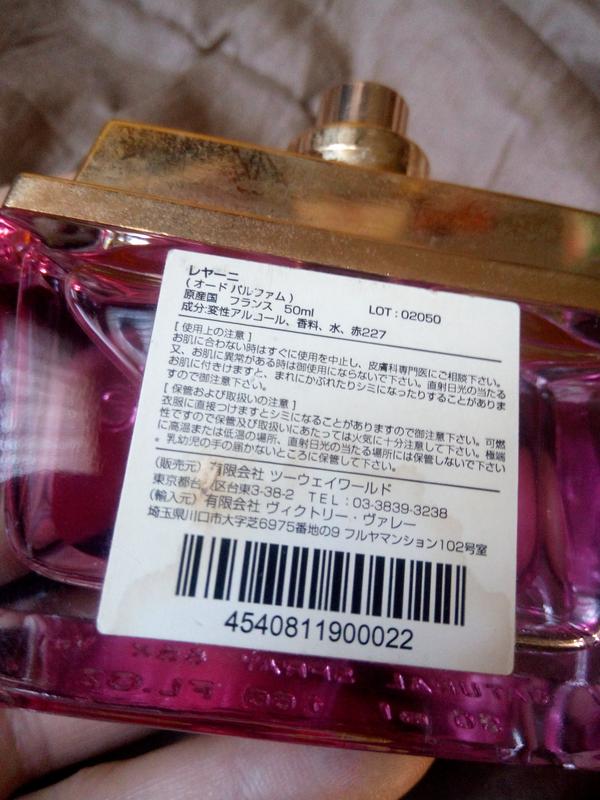 レヤーニ
(オード パルファム)
原産国 フランス 50ml LOT : 02050
成分:変性アルコール、香料、水、赤227
[ 使用上の注意 ]
お肌に合わない時はすぐに使用を中止し、皮膚科専門医にご相談下さい。
又、お肌に異常がある時は御使用にならないで下さい。直射日光の当たる
お肌に付きけますと、まれにかぶれたりシミになったりすることがありま
すので御注意下さい。
[ 保管および取扱いの注意 ]
衣服に直接つけますとシミになることがありますので御注意下さい。可燃
性ですので保管及び取扱いにあたっては火気に十分注意して下さい。極端
に高温または低温の場所、直射日光の当たる場所には保管しないで下さい
。乳幼児の手の届かないところに保管して下さい。
(販売元) 有限会社 ツーウェイワールド
東京都台 区台東3-38-2 TEL : 03-3839-3238
(輸入元) 有限会社 ヴィクトリー・ヴァレー
埼玉県川口市大字芝6975番地の9 フルヤマンション102号室
4540811900022